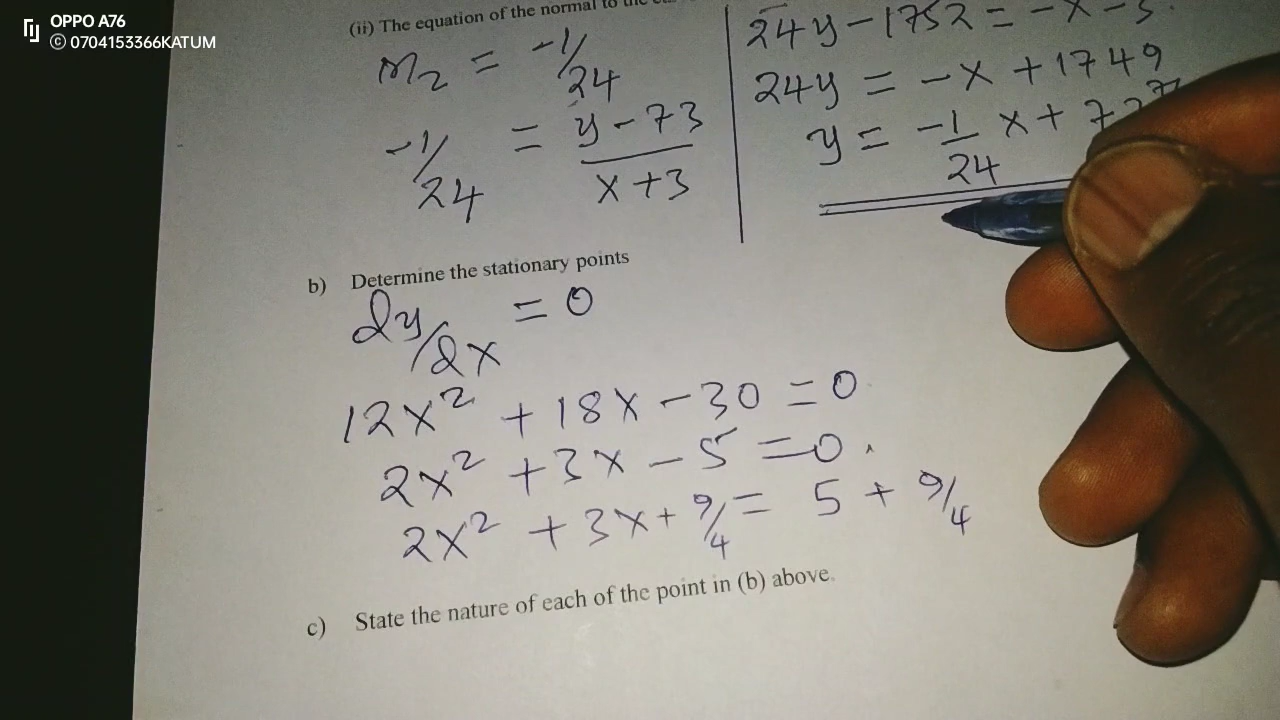 OPPO A76
© 0704153366KATUM
(ii) The equation of the normal to the
m₂ = -1/24
-1/24 = y - 73 / x + 3
24y - 1752 = -x - 3
24y = -x + 1749
y = -1/24 x +
b) Determine the stationary points
dy/dx = 0
12x² + 18x - 30 = 0
2x² + 3x - 5 = 0.
2x² + 3x + 9/4 = 5 + 9/4
c) State the nature of each of the point in (b) above.